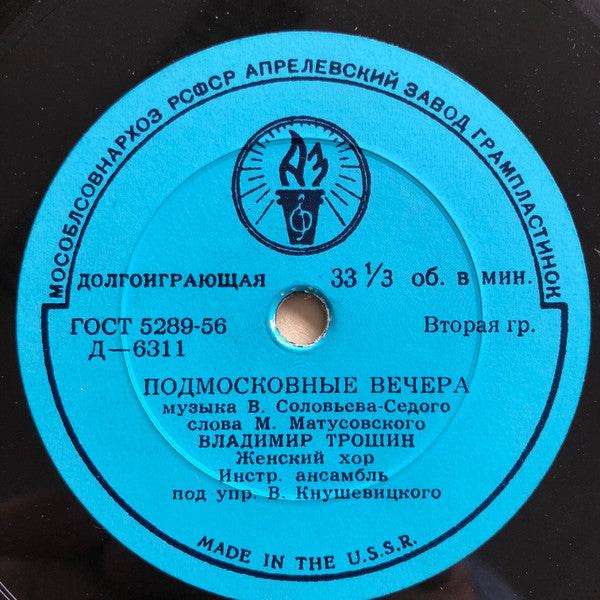 МОСОБЛСОВНАРХОЗ РСФСР АПРЕЛЕВСКИЙ ЗАВОД ГРАМПЛАСТИНОК
АЗ
ДОЛГОИГРАЮЩАЯ 33 1/3 об. в мин.
ГОСТ 5289-56 Вторая гр.
Д—6311
ПОДМОСКОВНЫЕ ВЕЧЕРА
музыка В. Соловьева-Седого
слова М. Матусовского
ВЛАДИМИР ТРОШИН
Женский хор
Инстр. ансамбль
под упр. В. Кнушевицкого
MADE IN THE U.S.S.R.